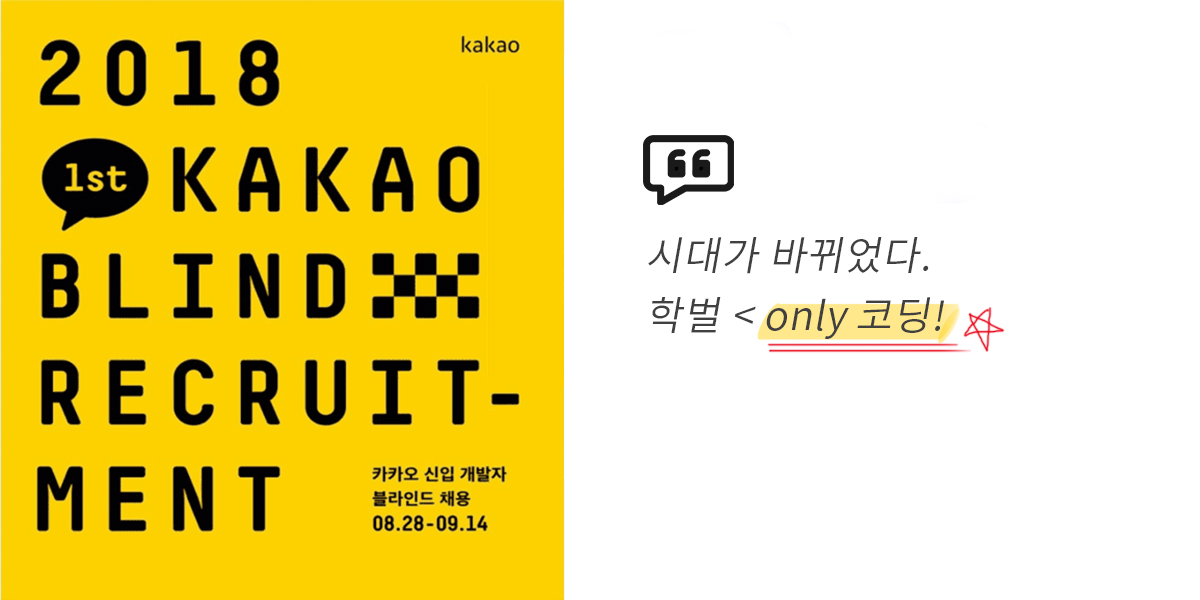 2018
kakao
1st KAKAO
BLIND
RECRUIT-
MENT
카카오 신입 개발자
블라인드 채용
08.28-09.14
시대가 바뀌었다.
학벌 < only 코딩!